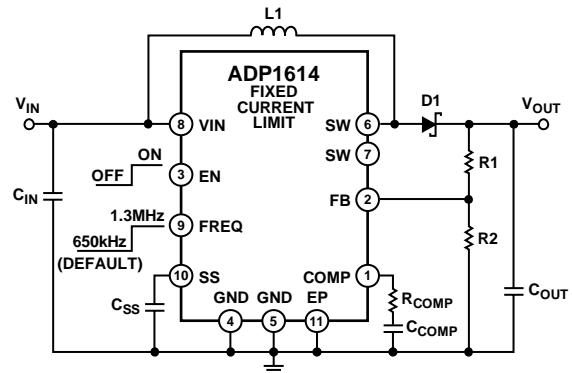 L1
ADP1614
FIXED
CURRENT
LIMIT
D1
VIN
VOUT
8 VIN
SW 6
ON
OFF
3 EN
SW 7
R1
CIN
1.3MHz
FB 2
9 FREQ
650kHz
(DEFAULT)
R2
10 SS
COMP 1
CSS
GND GND EP
RCOMP
COUT
4 5 11
CCOMP